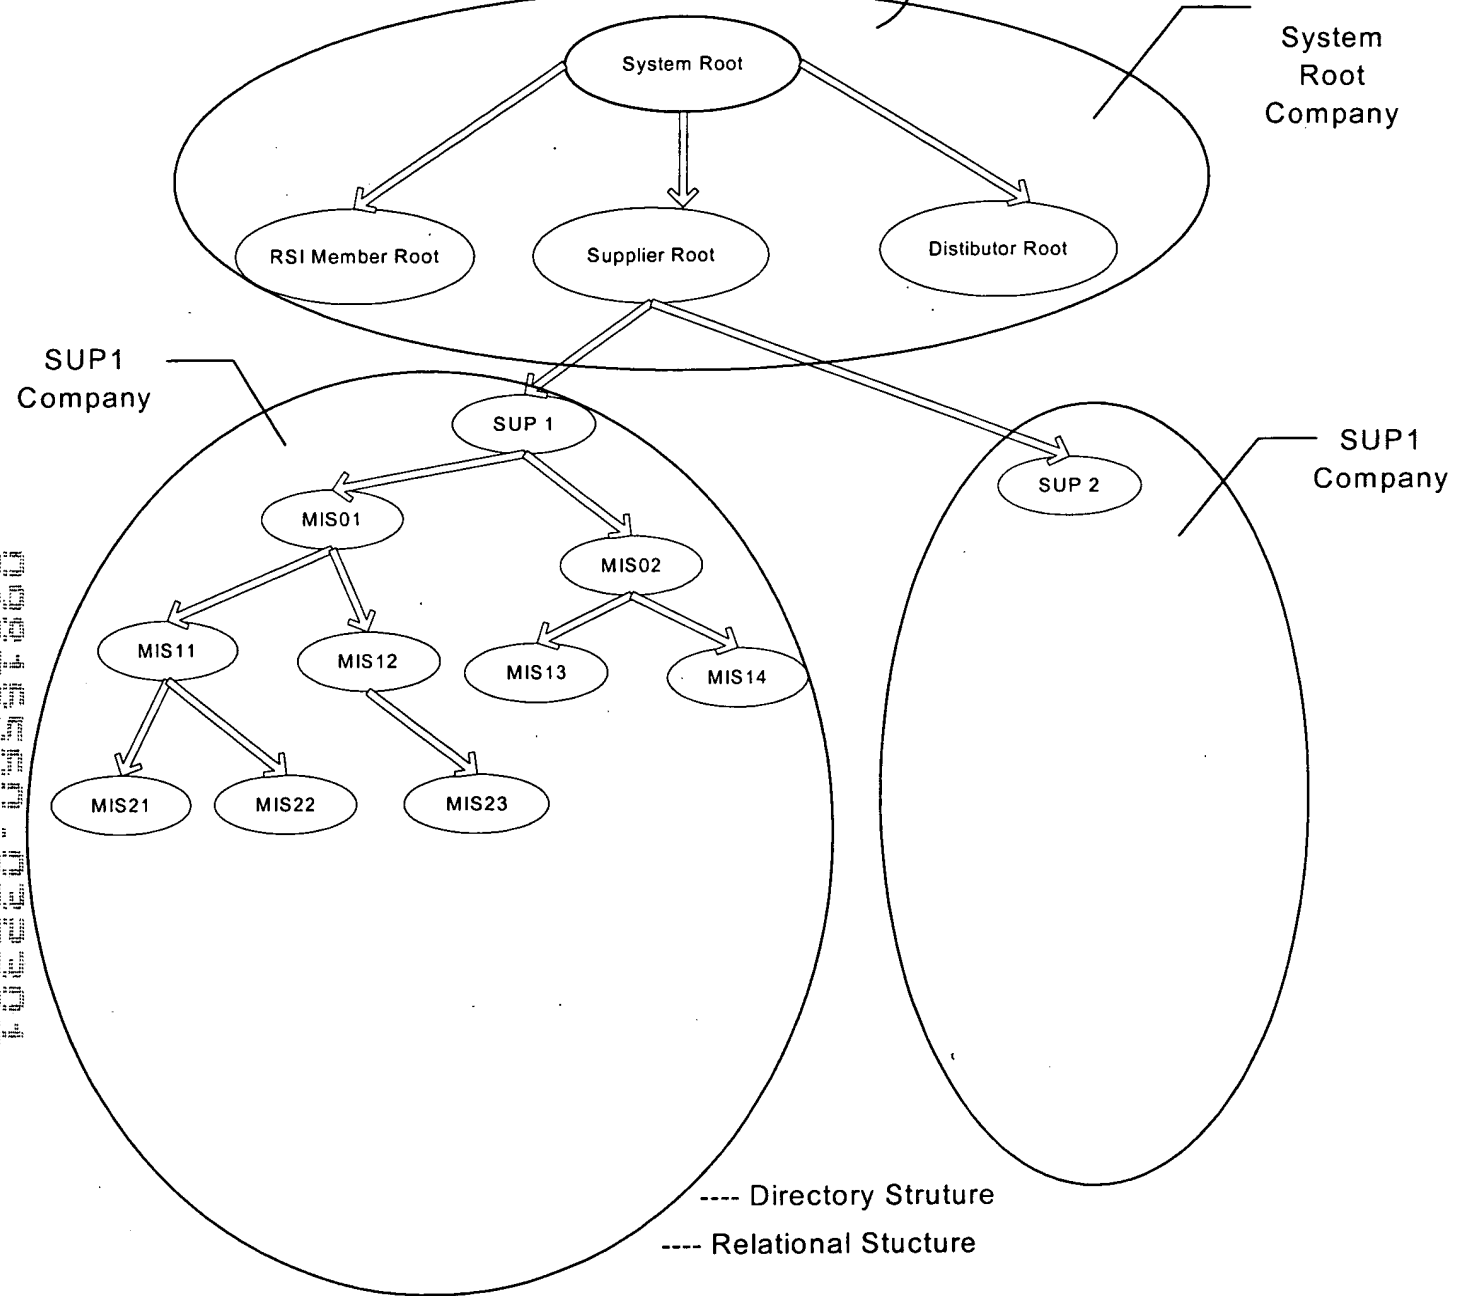 System Root
System
Root
Company
RSI Member Root
Supplier Root
Distibutor Root
SUP1
Company
SUP 1
SUP1
Company
SUP 2
MIS01
MIS02
MIS11
MIS12
MIS13
MIS14
MIS21
MIS22
MIS23
---- Directory Struture
---- Relational Stucture